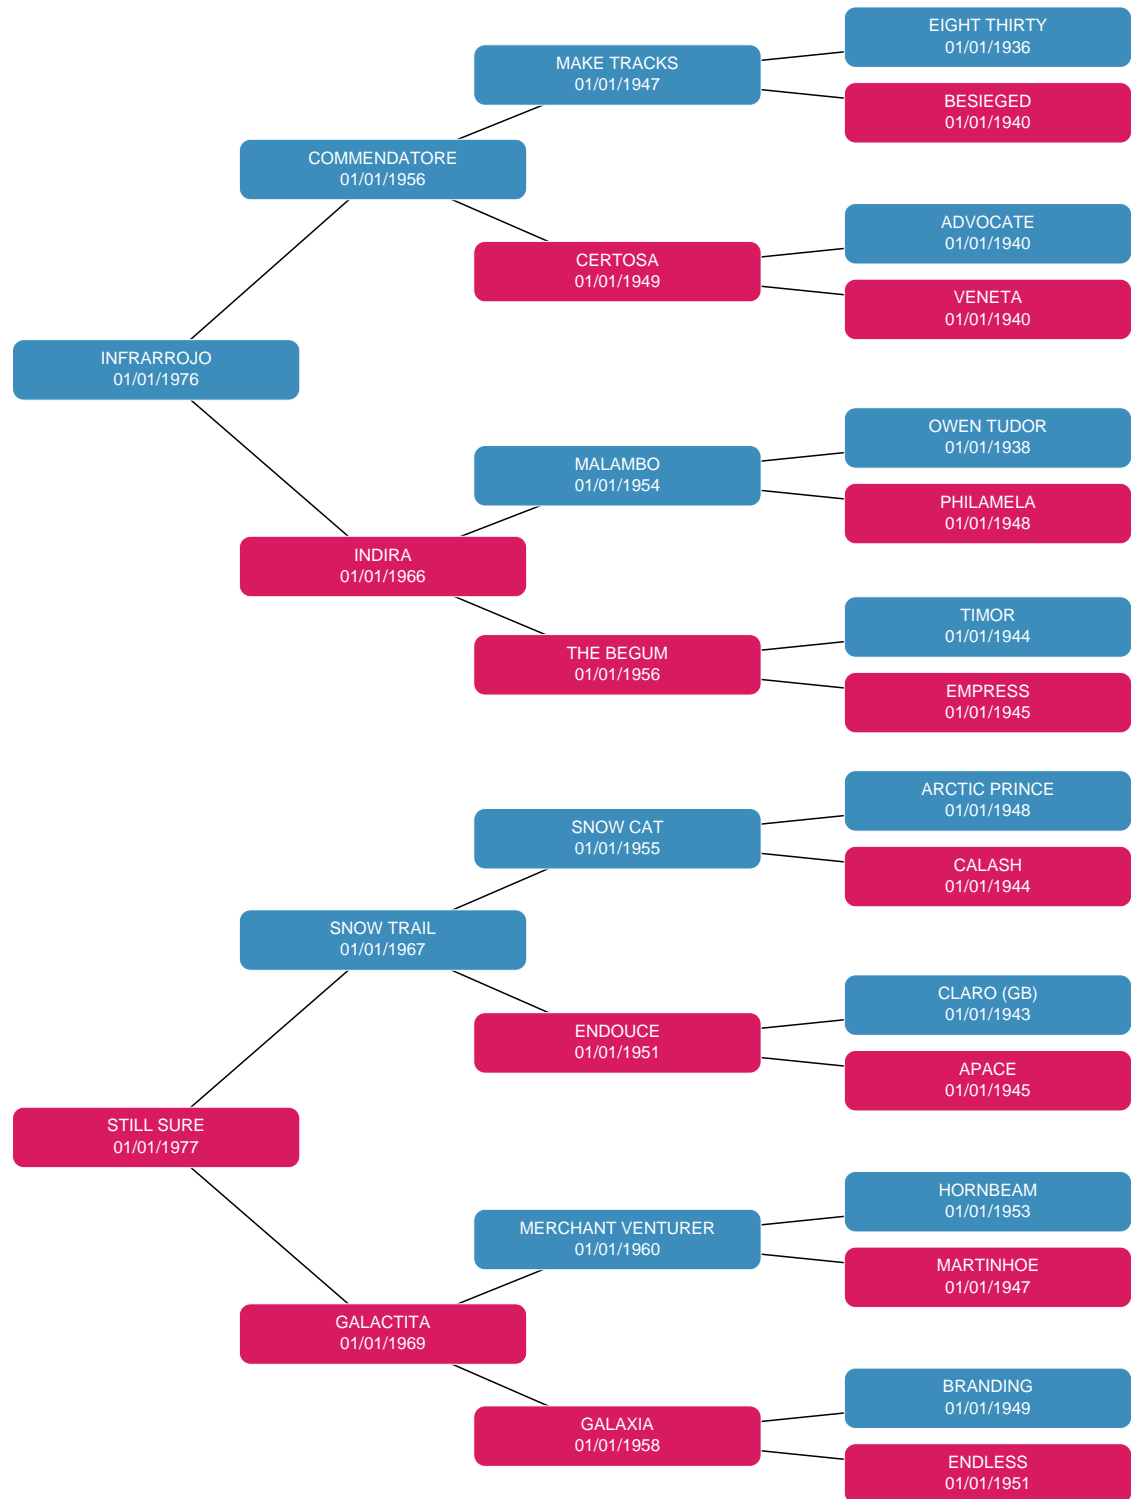 EIGHT THIRTY
01/01/1936
MAKE TRACKS
01/01/1947
BESIEGED
01/01/1940
COMMENDATORE
01/01/1956
ADVOCATE
01/01/1940
CERTOSA
01/01/1949
VENETA
01/01/1940
INFRARROJO
01/01/1976
OWEN TUDOR
01/01/1938
MALAMBO
01/01/1954
PHILAMELA
01/01/1948
INDIRA
01/01/1966
TIMOR
01/01/1944
THE BEGUM
01/01/1956
EMPRESS
01/01/1945
ARCTIC PRINCE
01/01/1948
SNOW CAT
01/01/1955
CALASH
01/01/1944
SNOW TRAIL
01/01/1967
CLARO (GB)
01/01/1943
ENDOUCE
01/01/1951
APACE
01/01/1945
STILL SURE
01/01/1977
HORNBEAM
01/01/1953
MERCHANT VENTURER
01/01/1960
MARTINHOE
01/01/1947
GALACTITA
01/01/1969
BRANDING
01/01/1949
GALAXIA
01/01/1958
ENDLESS
01/01/1951